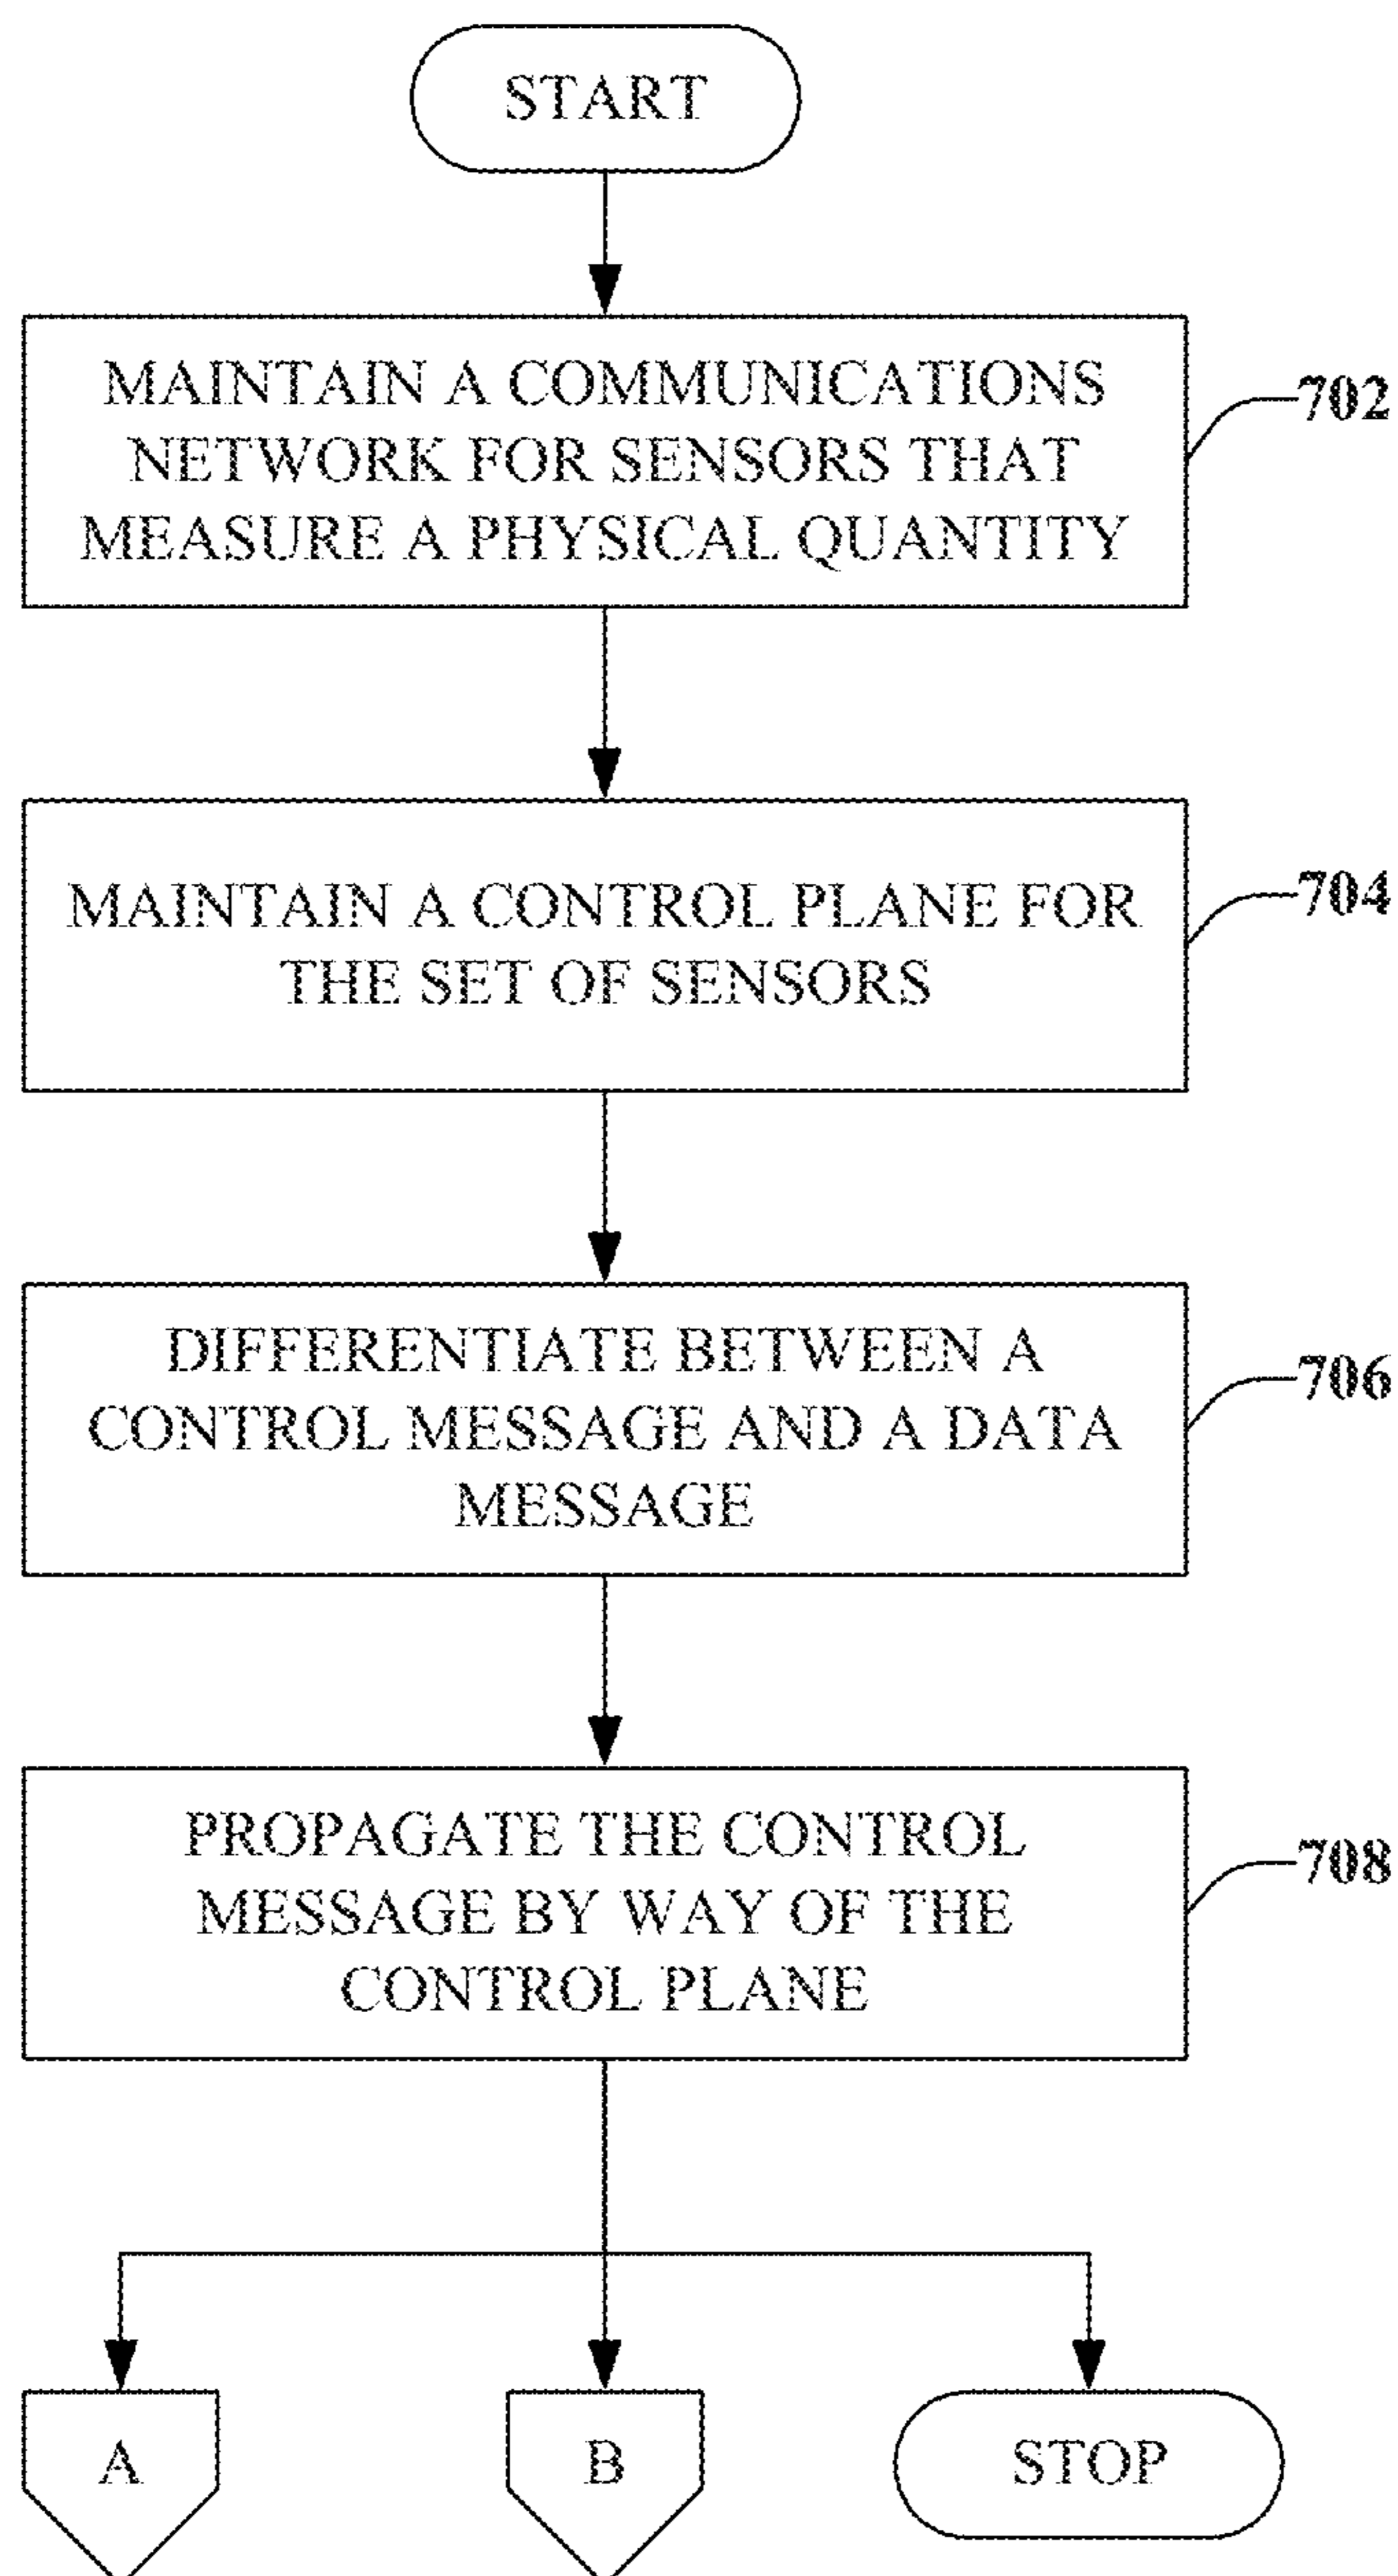 START
MAINTAIN A COMMUNICATIONS
NETWORK FOR SENSORS THAT
MEASURE A PHYSICAL QUANTITY
702
MAINTAIN A CONTROL PLANE FOR
THE SET OF SENSORS
704
DIFFERENTIATE BETWEEN A
CONTROL MESSAGE AND A DATA
MESSAGE
706
PROPAGATE THE CONTROL
MESSAGE BY WAY OF THE
CONTROL PLANE
708
A
B
STOP